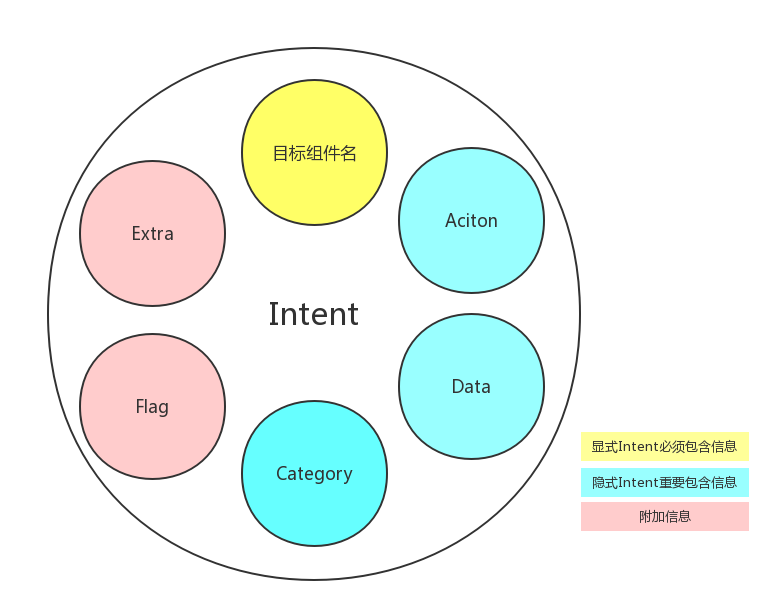 目标组件名
Aciton
Extra
Intent
Data
Flag
Category
显式Intent必须包含信息
隐式Intent重要包含信息
附加信息